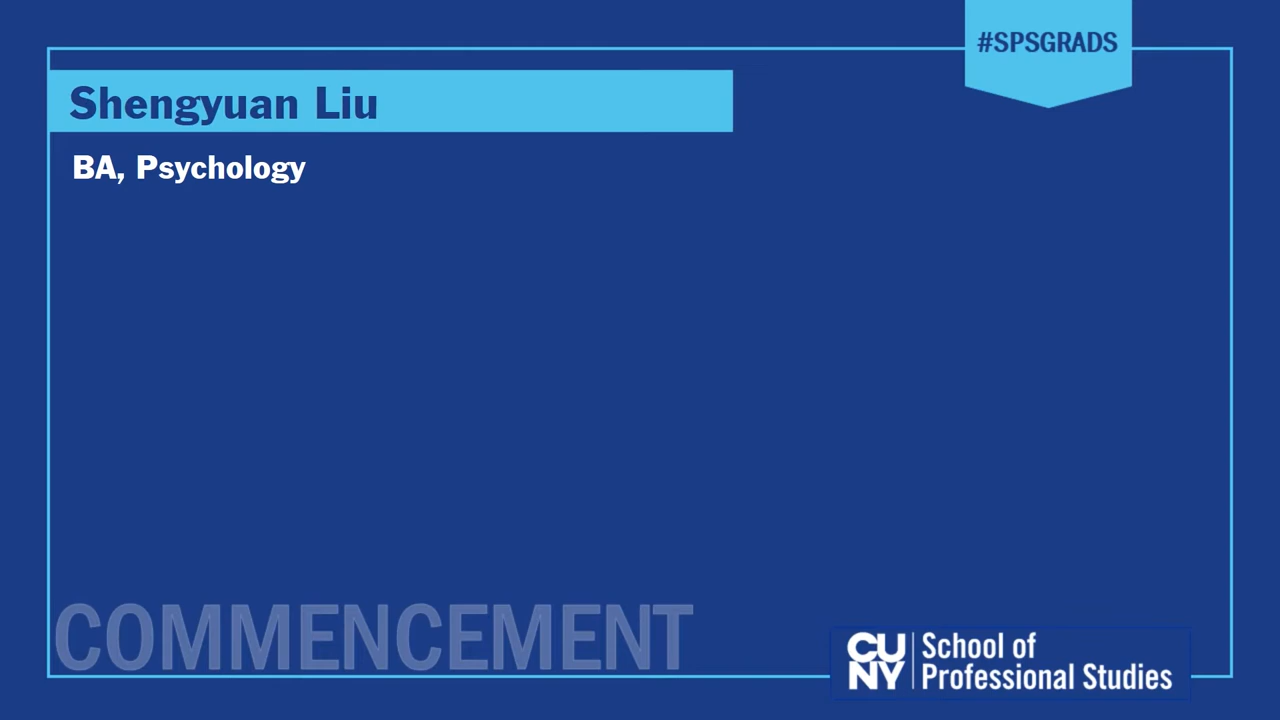 #SPSGRADS
Shengyuan Liu
BA, Psychology
COMMENCEMENT
CU
NY
School of
Professional Studies